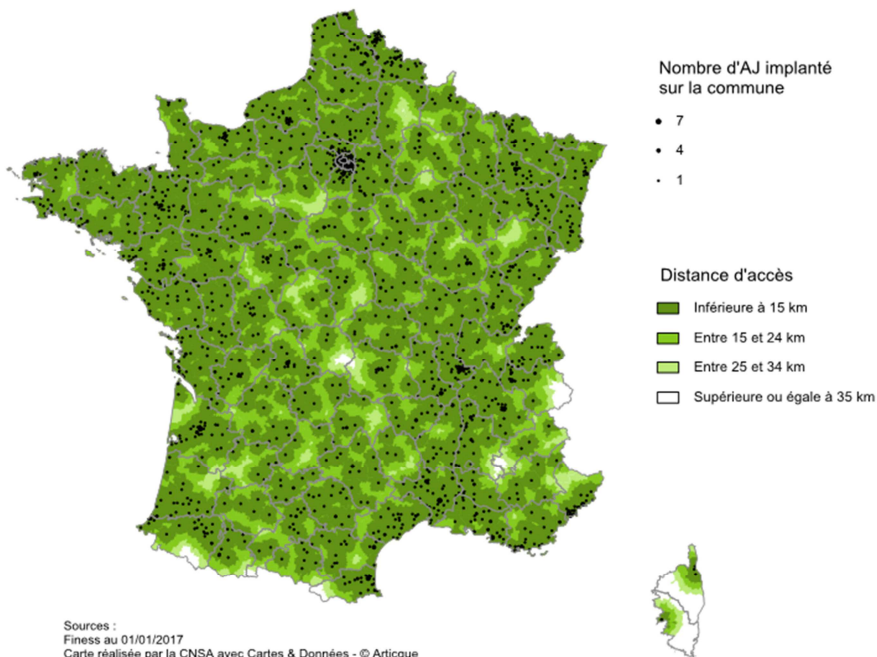 Nombre d'AJ implanté
sur la commune
7
4
1
Distance d'accès
Inférieure à 15 km
Entre 15 et 24 km
Entre 25 et 34 km
Supérieure ou égale à 35 km
Sources :
Finess au 01/01/2017
Carte réalisée par la CNSA avec Cartes & Données - © Articque